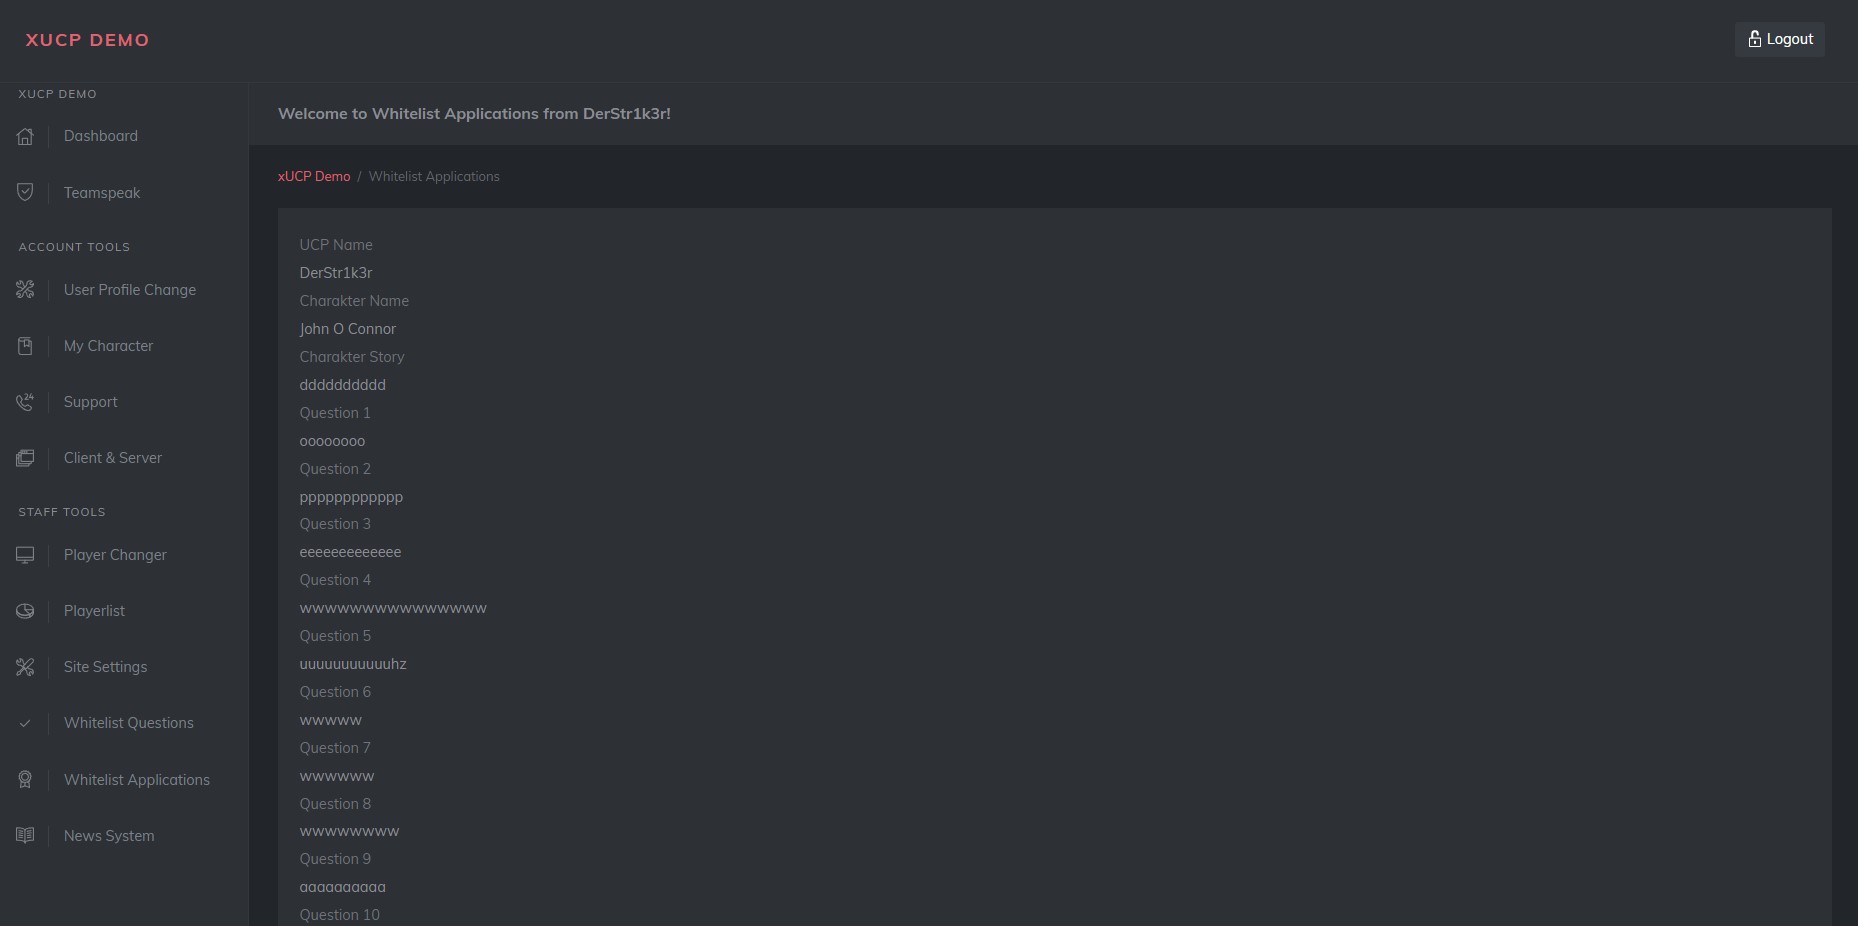 XUCP DEMO
Logout
XUCP DEMO
Dashboard
Teamspeak
ACCOUNT TOOLS
User Profile Change
My Character
24
Support
Client & Server
STAFF TOOLS
Player Changer
Playerlist
Site Settings
Whitelist Questions
Whitelist Applications
News System
Welcome to Whitelist Applications from DerStr1k3r!
xUCP Demo / Whitelist Applications
UCP Name
DerStr1k3r
Charakter Name
John O Connor
Charakter Story
dddddddddd
Question 1
oooooooo
Question 2
pppppppppppp
Question 3
eeeeeeeeeeeee
Question 4
wwwwwwwwwwwwwww
Question 5
uuuuuuuuuuuhz
Question 6
wwwww
Question 7
wwwwww
Question 8
wwwwwwww
Question 9
aaaaaaaaaa
Question 10